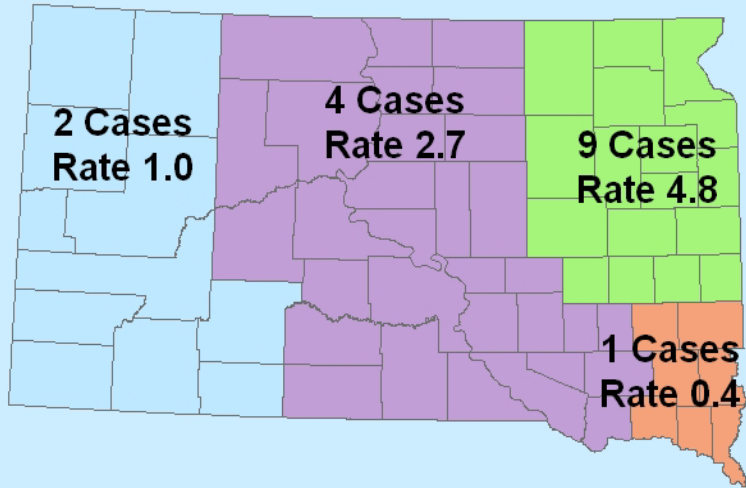 2 Cases
Rate 1.0
4 Cases
Rate 2.7
9 Cases
Rate 4.8
1 Cases
Rate 0.4